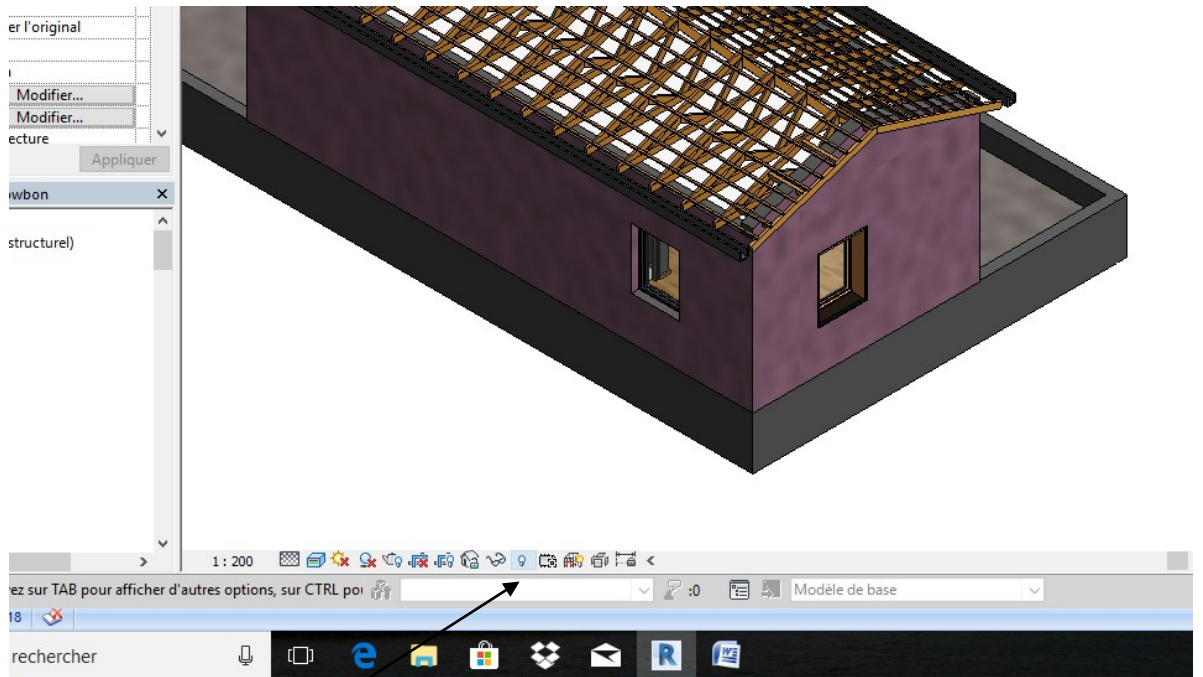 er l'original
Modifier...
Modifier...
ecture
Appliquer
owbon
structurel)
1 : 200
ez sur TAB pour afficher d'autres options, sur CTRL po
:0
Modèle de base
18
rechercher